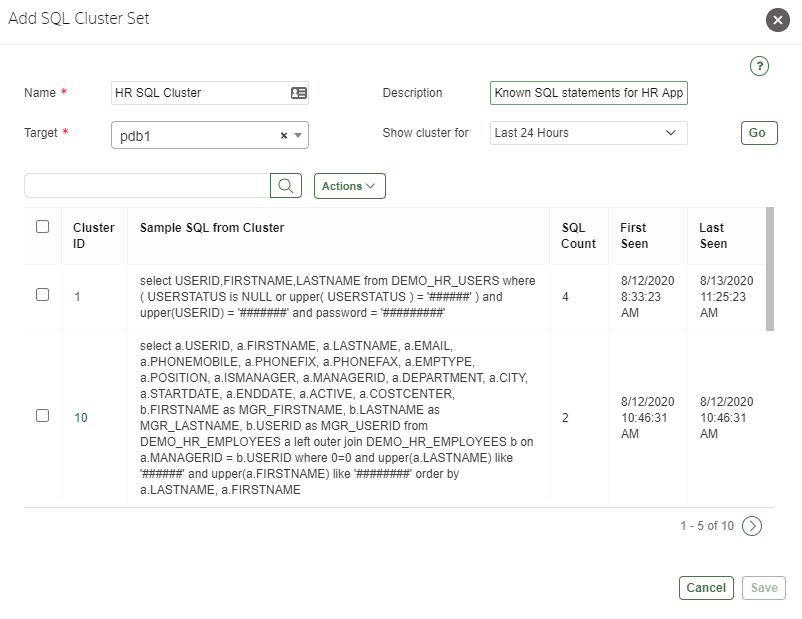 Add SQL Cluster Set
?
Name * HR SQL Cluster Description Known SQL statements for HR App
Target * pdb1 Show cluster for Last 24 Hours Go
Actions
Cluster ID Sample SQL from Cluster SQL Count First Seen Last Seen
1
select USERID,FIRSTNAME,LASTNAME from DEMO_HR_USERS where
( USERSTATUS is NULL or upper( USERSTATUS ) = '######' ) and
upper(USERID) = '#######' and password = '#########'
4
8/12/2020
8:33:23
AM
8/13/2020
11:25:23
AM
10
select a.USERID, a.FIRSTNAME, a.LASTNAME, a.EMAIL,
a.PHONEMOBILE, a.PHONEFIX, a.PHONEFAX, a.EMPTYPE,
a.POSITION, a.ISMANAGER, a.MANAGERID, a.DEPARTMENT, a.CITY,
a.STARTDATE, a.ENDDATE, a.ACTIVE, a.COSTCENTER,
b.FIRSTNAME as MGR_FIRSTNAME, b.LASTNAME as
MGR_LASTNAME, b.USERID as MGR_USERID from
DEMO_HR_EMPLOYEES a left outer join DEMO_HR_EMPLOYEES b on
a.MANAGERID = b.USERID where 0=0 and upper(a.LASTNAME) like
'######' and upper(a.FIRSTNAME) like '########' order by
a.LASTNAME, a.FIRSTNAME
2
8/12/2020
10:46:31
AM
8/12/2020
10:46:31
AM
1 - 5 of 10
Cancel Save